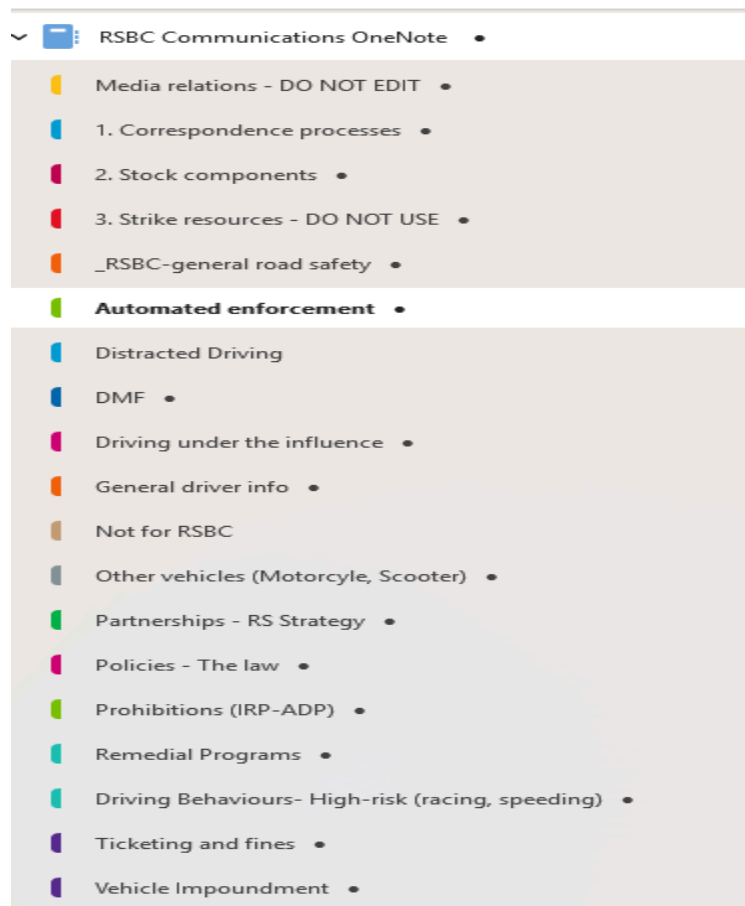 RSBC Communications OneNote
Media relations - DO NOT EDIT
1. Correspondence processes
2. Stock components
3. Strike resources - DO NOT USE
_RSBC-general road safety
Automated enforcement
Distracted Driving
DMF
Driving under the influence
General driver info
Not for RSBC
Other vehicles (Motorcyle, Scooter)
Partnerships - RS Strategy
Policies - The law
Prohibitions (IRP-ADP)
Remedial Programs
Driving Behaviours- High-risk (racing, speeding)
Ticketing and fines
Vehicle Impoundment